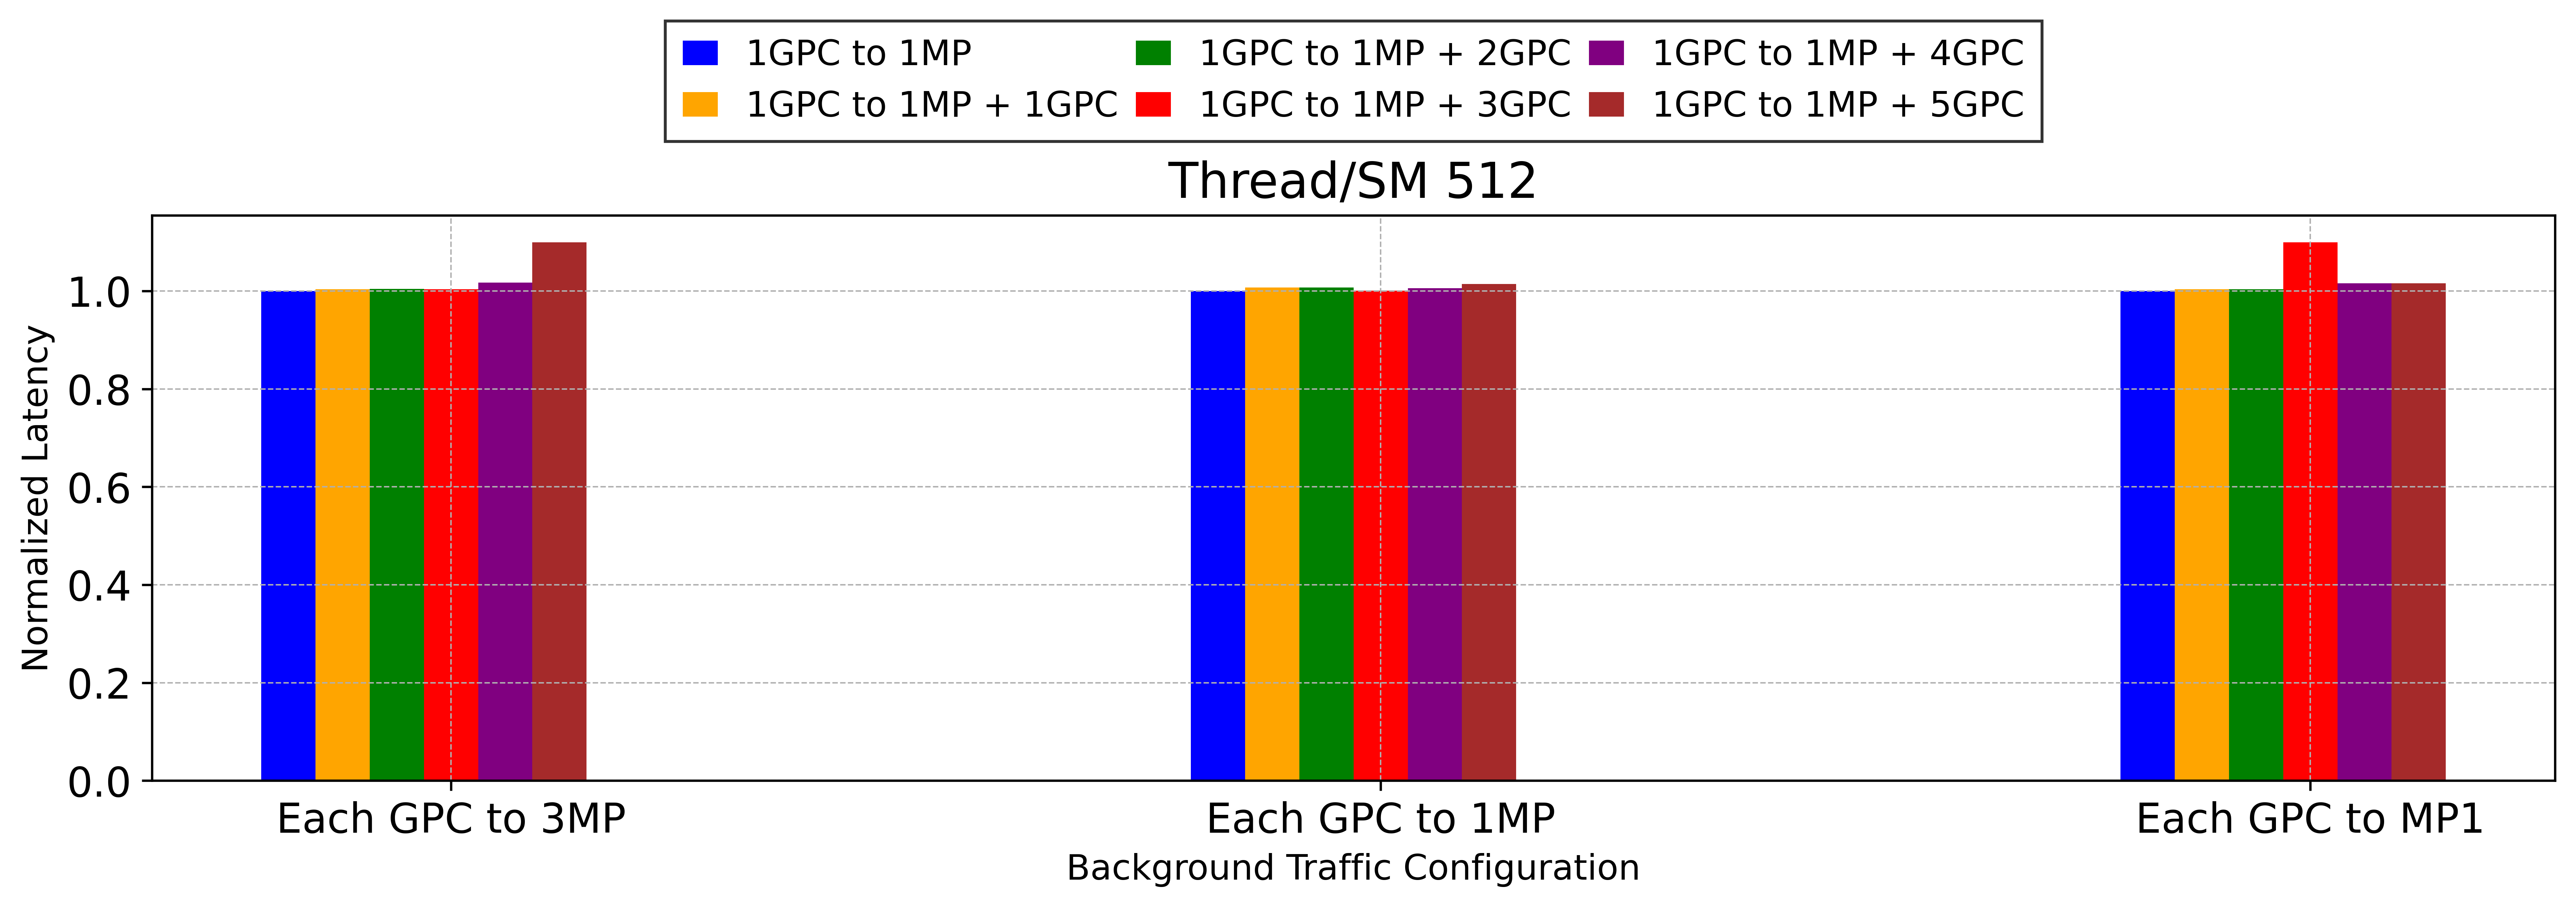 1GPC to 1MP
1GPC to 1MP + 1GPC
1GPC to 1MP + 2GPC
1GPC to 1MP + 3GPC
1GPC to 1MP + 4GPC
1GPC to 1MP + 5GPC
Thread/SM 512
Normalized Latency
1.0
0.8
0.6
0.4
0.2
0.0
Each GPC to 3MP
Each GPC to 1MP
Each GPC to MP1
Background Traffic Configuration